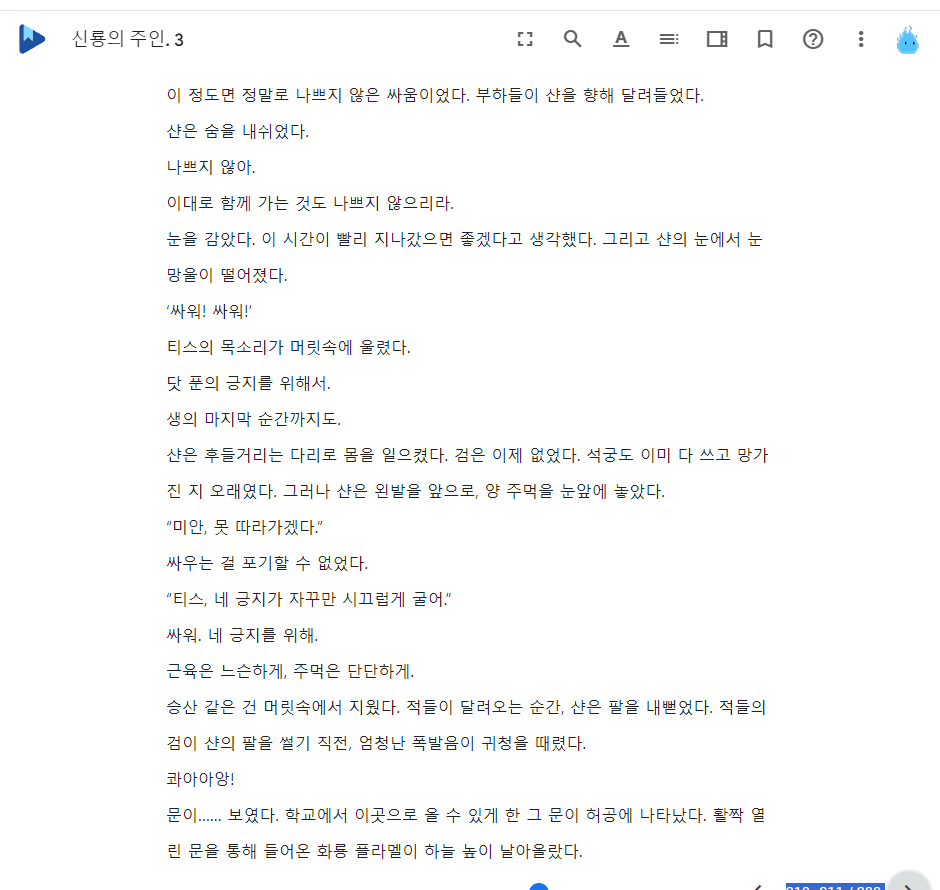 신룡의 주인. 3
이 정도면 정말로 나쁘지 않은 싸움이었다. 부하들이 샨을 향해 달려들었다.
샨은 숨을 내쉬었다.
나쁘지 않아.
이대로 함께 가는 것도 나쁘지 않으리라.
눈을 감았다. 이 시간이 빨리 지나갔으면 좋겠다고 생각했다. 그리고 샨의 눈에서 눈
망울이 떨어졌다.
‘싸워! 싸워!’
티스의 목소리가 머릿속에 울렸다.
닷 푼의 긍지를 위해서.
생의 마지막 순간까지도.
샨은 후들거리는 다리로 몸을 일으켰다. 검은 이제 없었다. 석궁도 이미 다 쓰고 망가
진 지 오래였다. 그러나 샨은 왼발을 앞으로, 양 주먹을 눈앞에 놓았다.
“미안, 못 따라가겠다.”
싸우는 걸 포기할 수 없었다.
“티스, 네 긍지가 자꾸만 시끄럽게 굴어.”
싸워. 네 긍지를 위해.
근육은 느슨하게, 주먹은 단단하게.
승산 같은 건 머릿속에서 지웠다. 적들이 달려오는 순간, 샨은 팔을 내뻗었다. 적들의
검이 샨의 팔을 썰기 직전, 엄청난 폭발음이 귀청을 때렸다.
콰아아앙!
문이...... 보였다. 학교에서 이곳으로 올 수 있게 한 그 문이 허공에 나타났다. 활짝 열
린 문을 통해 들어온 화룡 플라멜이 하늘 높이 날아올랐다.